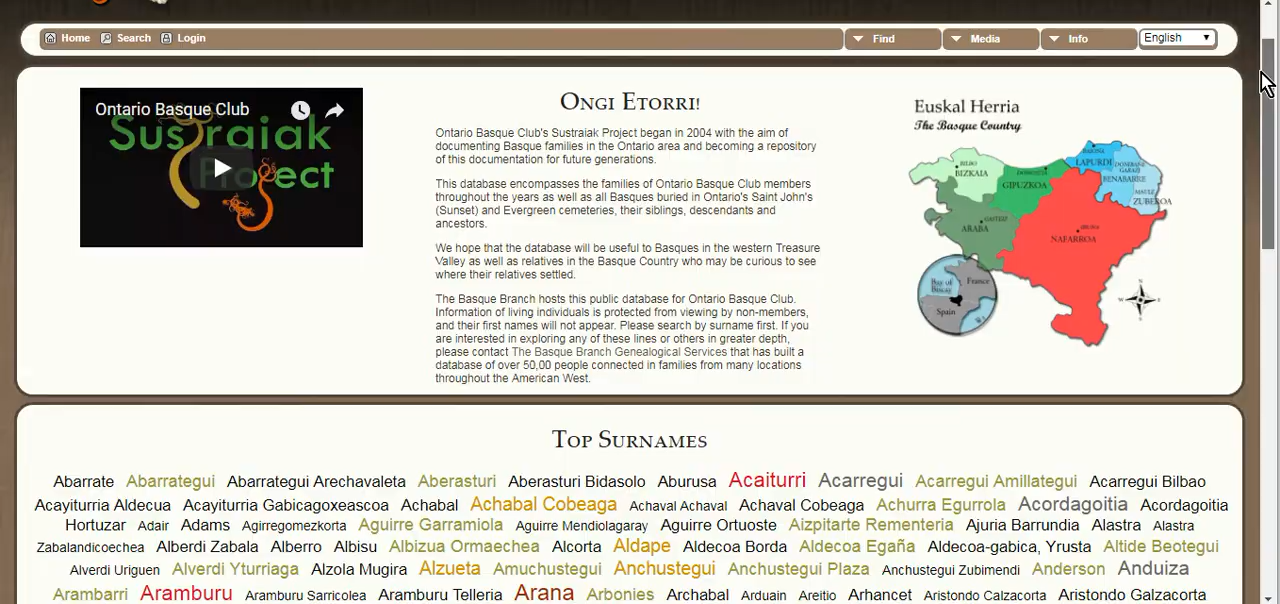 Home Search Login Find Media Info English
Ontario Basque Club
Sustraiak
Project
ONGI ETORRI!
Ontario Basque Club's Sustraiak Project began in 2004 with the aim of
documenting Basque families in the Ontario area and becoming a repository
of this documentation for future generations.
This database encompasses the families of Ontario Basque Club members
throughout the years as well as all Basques buried in Ontario's Saint John's
(Sunset) and Evergreen cemeteries, their siblings, descendants and
ancestors.
We hope that the database will be useful to Basques in the western Treasure
Valley as well as relatives in the Basque Country who may be curious to see
where their relatives settled.
The Basque Branch hosts this public database for Ontario Basque Club.
Information of living individuals is protected from viewing by non-members,
and their first names will not appear. Please search by surname first. If you
are interested in exploring any of these lines or others in greater depth,
please contact The Basque Branch Genealogical Services that has built a
database of over 50,00 people connected in families from many locations
throughout the American West.
Euskal Herria
The Basque Country
BILBO
BIZKAIA
GIPUZKOA
BAIONA
LAPURDI
DONIBANE
GARAZI
BENABARRE
MAULE
ZUBEROA
GASTEIZ
ARABA
NAFARROA
Bay of
Biscay
France
Spain
N
W E
S
TOP SURNAMES
Abarrate Abarrategui Abarrategui Arechavaleta Aberasturi Aberasturi Bidasolo Aburusa Acaiturri Acarregui Acarregui Amillategui Acarregui Bilbao
Acayiturria Aldecua Acayiturria Gabicagoxeascoa Achabal Achabal Cobeaga Achaval Achaval Achaval Cobeaga Achurra Egurrola Acordagoitia Acordagoitia
Hortuzar Adair Adams Agirregomezkorta Aguirre Garramiola Aguirre Mendiolagaray Aguirre Ortuoste Aizpitarte Rementeria Ajuria Barrundia Alastra Alastra
Zabalandicoechea Alberdi Zabala Alberro Albisu Albizua Ormaechea Alcorta Aldape Aldecoa Borda Aldecoa Egaña Aldecoa-gabica, Yrusta Altide Beotegui
Alverdi Uriguen Alverdi Yturriaga Alzola Mugira Alzueta Amuchustegui Anchustegui Anchustegui Plaza Anchustegui Zubimendi Anderson Anduiza
Arambarri Aramburu Aramburu Sarricolea Aramburu Telleria Arana Arbonies Archabal Arduain Areitio Arhancet Aristondo Calzacorta Aristondo Galzacorta